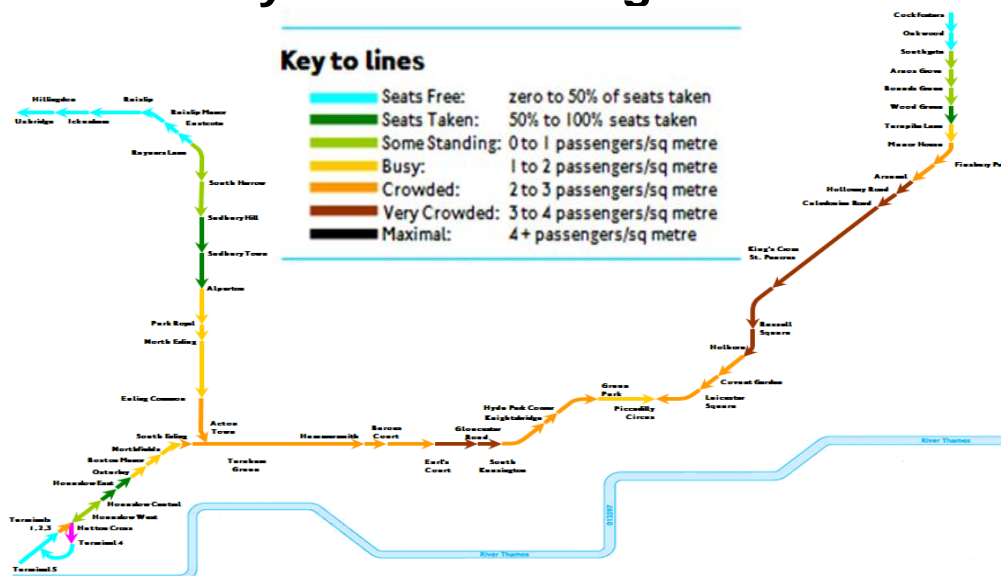 Key to lines
Seats Free: zero to 50% of seats taken
Seats Taken: 50% to 100% seats taken
Some Standing: 0 to 1 passengers/sq metre
Busy: 1 to 2 passengers/sq metre
Crowded: 2 to 3 passengers/sq metre
Very Crowded: 3 to 4 passengers/sq metre
Maximal: 4+ passengers/sq metre
Cockfosters
Oakwood
Southgate
Arnos Grove
Bounds Green
Wood Green
Turnpike Lane
Manor House
Finsbury
Arsenal
Holloway Road
Caledonian Road
King's Cross
St. Pancras
Russell
Square
Holborn
Covent Garden
Leicester
Square
Piccadilly
Circus
Green
Park
Hyde Park Corner
Knightsbridge
Gloucester
Road
South
Kensington
Earl's
Court
Barons
Court
Hammersmith
Turnham
Green
Acton
Town
Hillingdon
Ruislip
Ruislip Manor
Uxbridge
Ickenham
Eastcote
Rayners Lane
South Harrow
Sudbury Hill
Sudbury Town
Alperton
Park Royal
North Ealing
Ealing Common
South Ealing
Northfields
Boston Manor
Osterley
Hounslow East
Hounslow Central
Hounslow West
Terminals
1,2,3
Hatton Cross
Terminal 4
Terminal 5
River Thames
River Thames